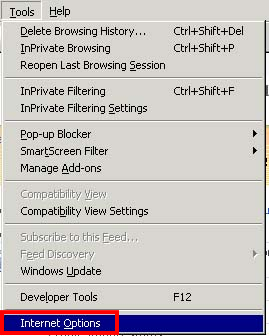 Tools Help
Delete Browsing History... Ctrl+Shift+Del
InPrivate Browsing Ctrl+Shift+P
Reopen Last Browsing Session
InPrivate Filtering Ctrl+Shift+F
InPrivate Filtering Settings
Pop-up Blocker
SmartScreen Filter
Manage Add-ons
Compatibility View
Compatibility View Settings
Subscribe to this Feed...
Feed Discovery
Windows Update
Developer Tools F12
Internet Options